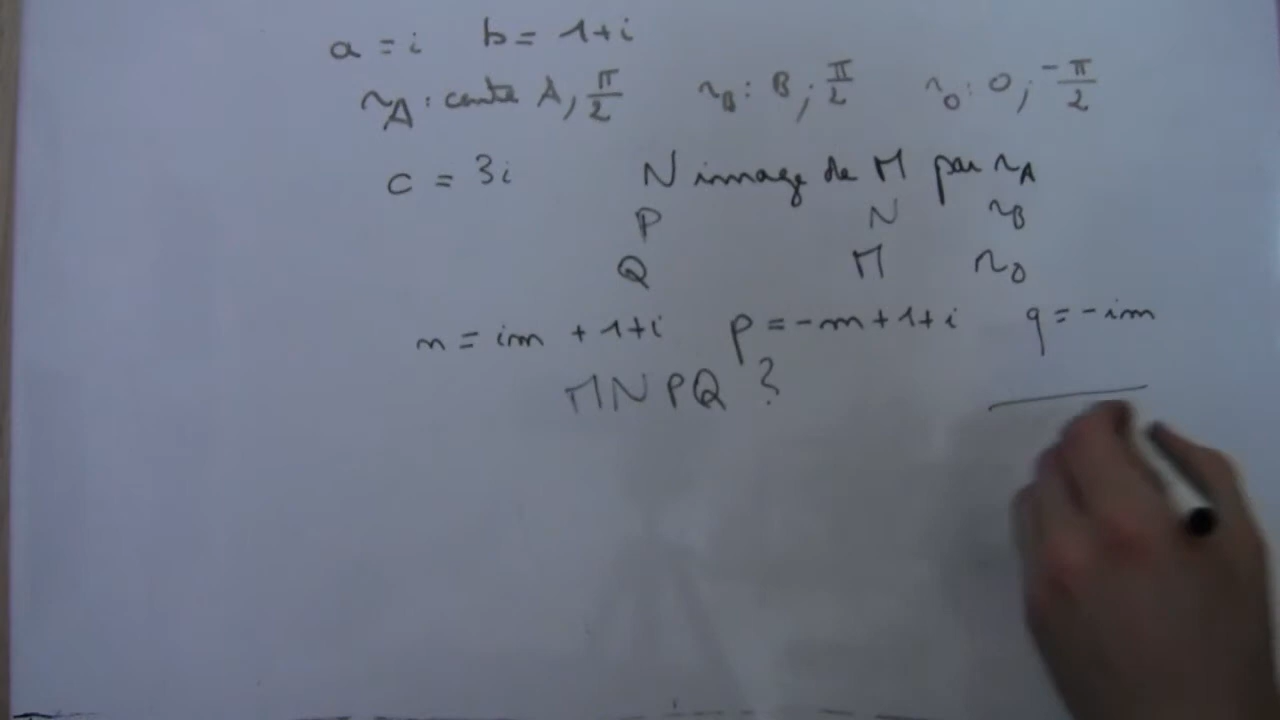 a = i b = 1+i
r_A : centre A, π/2 r_B : B ; π/2 r_O : O ; -π/2
c = 3i N image de M par r_A
P N r_B
Q M r_O
n = im + 1+i p = -m+1+i q = -im
MNPQ ?